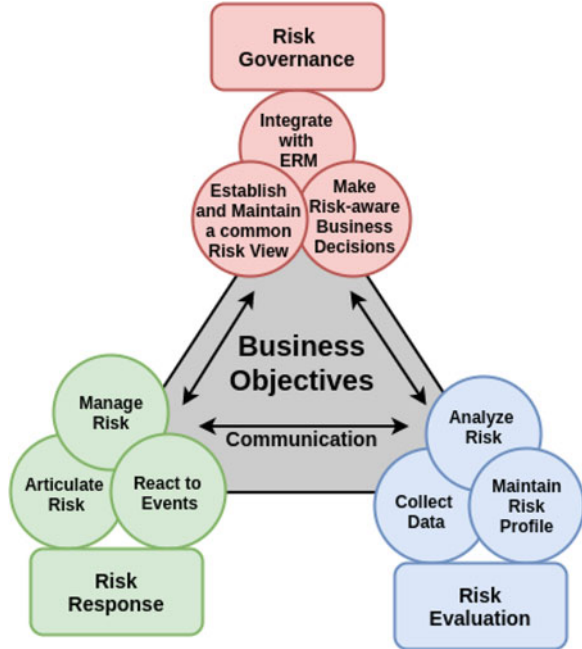 Risk
Governance
Integrate
with
ERM
Establish
and Maintain
a common
Risk View
Make
Risk-aware
Business
Decisions
Business
Objectives
Communication
Manage
Risk
Articulate
Risk
React to
Events
Risk
Response
Analyze
Risk
Collect
Data
Maintain
Risk
Profile
Risk
Evaluation